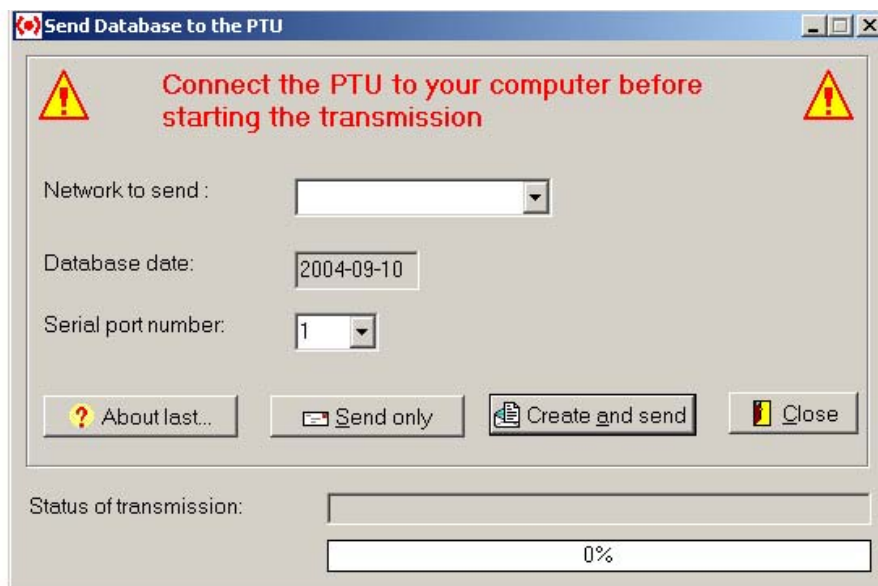 Send Database to the PTU
Connect the PTU to your computer before
starting the transmission
Network to send :
Database date:
2004-09-10
Serial port number:
1
About last...
Send only
Create and send
Close
Status of transmission:
0%